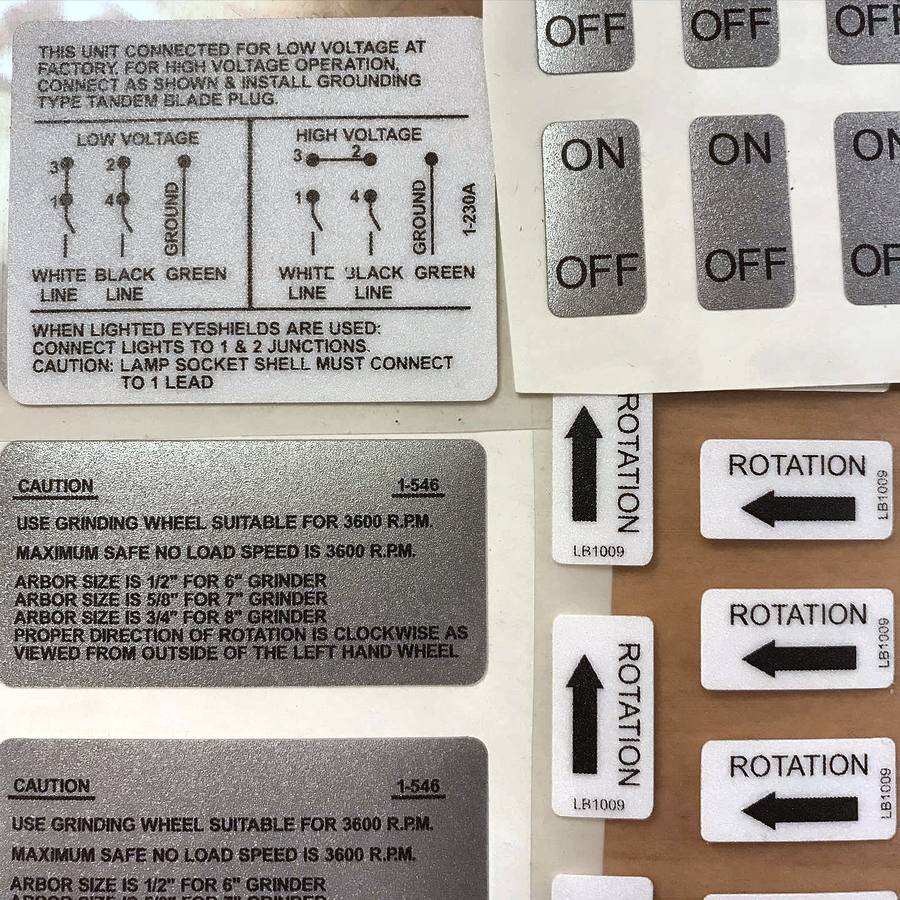 THIS UNIT CONNECTED FOR LOW VOLTAGE AT
FACTORY. FOR HIGH VOLTAGE OPERATION,
CONNECT AS SHOWN & INSTALL GROUNDING
TYPE TANDEM BLADE PLUG.
LOW VOLTAGE
3 2
1 4
GROUND
WHITE BLACK GREEN
LINE LINE
HIGH VOLTAGE
3 2
1 4
GROUND
1-230A
WHITE BLACK GREEN
LINE LINE
WHEN LIGHTED EYESHIELDS ARE USED:
CONNECT LIGHTS TO 1 & 2 JUNCTIONS.
CAUTION: LAMP SOCKET SHELL MUST CONNECT
TO 1 LEAD
OFF OFF OFF
ON ON ON
OFF OFF OF
CAUTION 1-546
USE GRINDING WHEEL SUITABLE FOR 3600 R.P.M.
MAXIMUM SAFE NO LOAD SPEED IS 3600 R.P.M.
ARBOR SIZE IS 1/2" FOR 6" GRINDER
ARBOR SIZE IS 5/8" FOR 7" GRINDER
ARBOR SIZE IS 3/4" FOR 8" GRINDER
PROPER DIRECTION OF ROTATION IS CLOCKWISE AS
VIEWED FROM OUTSIDE OF THE LEFT HAND WHEEL
CAUTION 1-546
USE GRINDING WHEEL SUITABLE FOR 3600 R.P.M.
MAXIMUM SAFE NO LOAD SPEED IS 3600 R.P.M.
ARBOR SIZE IS 1/2" FOR 6" GRINDER
ROTATION
LB1009
ROTATION
LB1009
ROTATION
LB1009
ROTATION
LB1009
ROTATION
LB1009